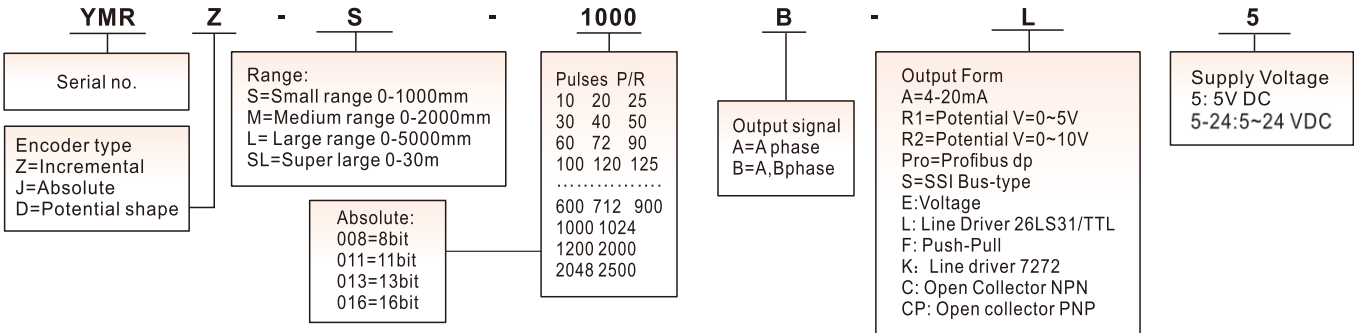 YMR Z - S - 1000 B - L 5
Serial no.
Encoder type
Z=Incremental
J=Absolute
D=Potential shape
Range:
S=Small range 0-1000mm
M=Medium range 0-2000mm
L= Large range 0-5000mm
SL=Super large 0-30m
Absolute:
008=8bit
011=11bit
013=13bit
016=16bit
Pulses P/R
10 20 25
30 40 50
60 72 90
100 120 125
................
600 712 900
1000 1024
1200 2000
2048 2500
Output signal
A=A phase
B=A,Bphase
Output Form
A=4-20mA
R1=Potential V=0~5V
R2=Potential V=0~10V
Pro=Profibus dp
S=SSI Bus-type
E:Voltage
L: Line Driver 26LS31/TTL
F: Push-Pull
K: Line driver 7272
C: Open Collector NPN
CP: Open collector PNP
Supply Voltage
5: 5V DC
5-24:5~24 VDC